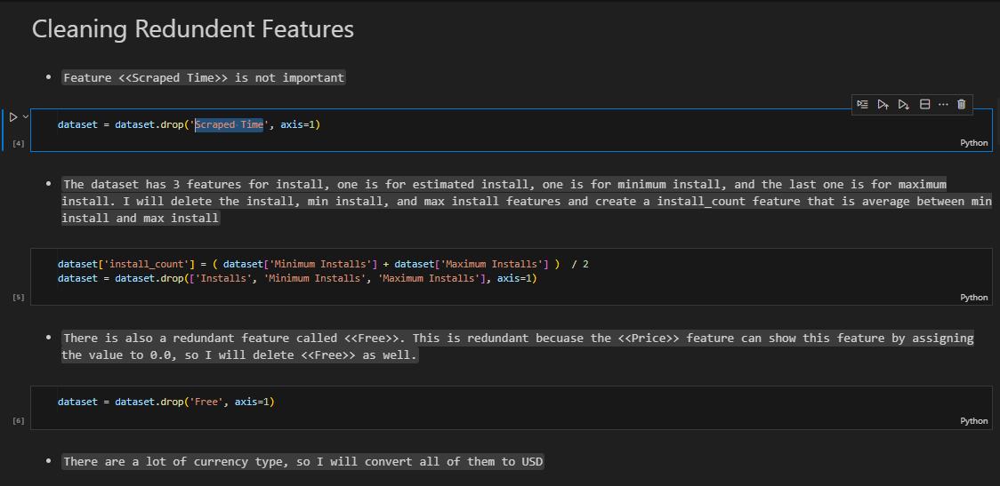 Cleaning Redundent Features
• Feature <<Scraped Time>> is not important
dataset = dataset.drop('Scraped Time', axis=1)
[4]
Python
• The dataset has 3 features for install, one is for estimated install, one is for minimum install, and the last one is for maximum
install. I will delete the install, min install, and max install features and create a install_count feature that is average between min
install and max install
dataset['install_count'] = ( dataset['Minimum Installs'] + dataset['Maximum Installs'] ) / 2
dataset = dataset.drop(['Installs', 'Minimum Installs', 'Maximum Installs'], axis=1)
[5]
Python
• There is also a redundant feature called <<Free>>. This is redundant becuase the <<Price>> feature can show this feature by assigning
the value to 0.0, so I will delete <<Free>> as well.
dataset = dataset.drop('Free', axis=1)
[6]
Python
• There are a lot of currency type, so I will convert all of them to USD